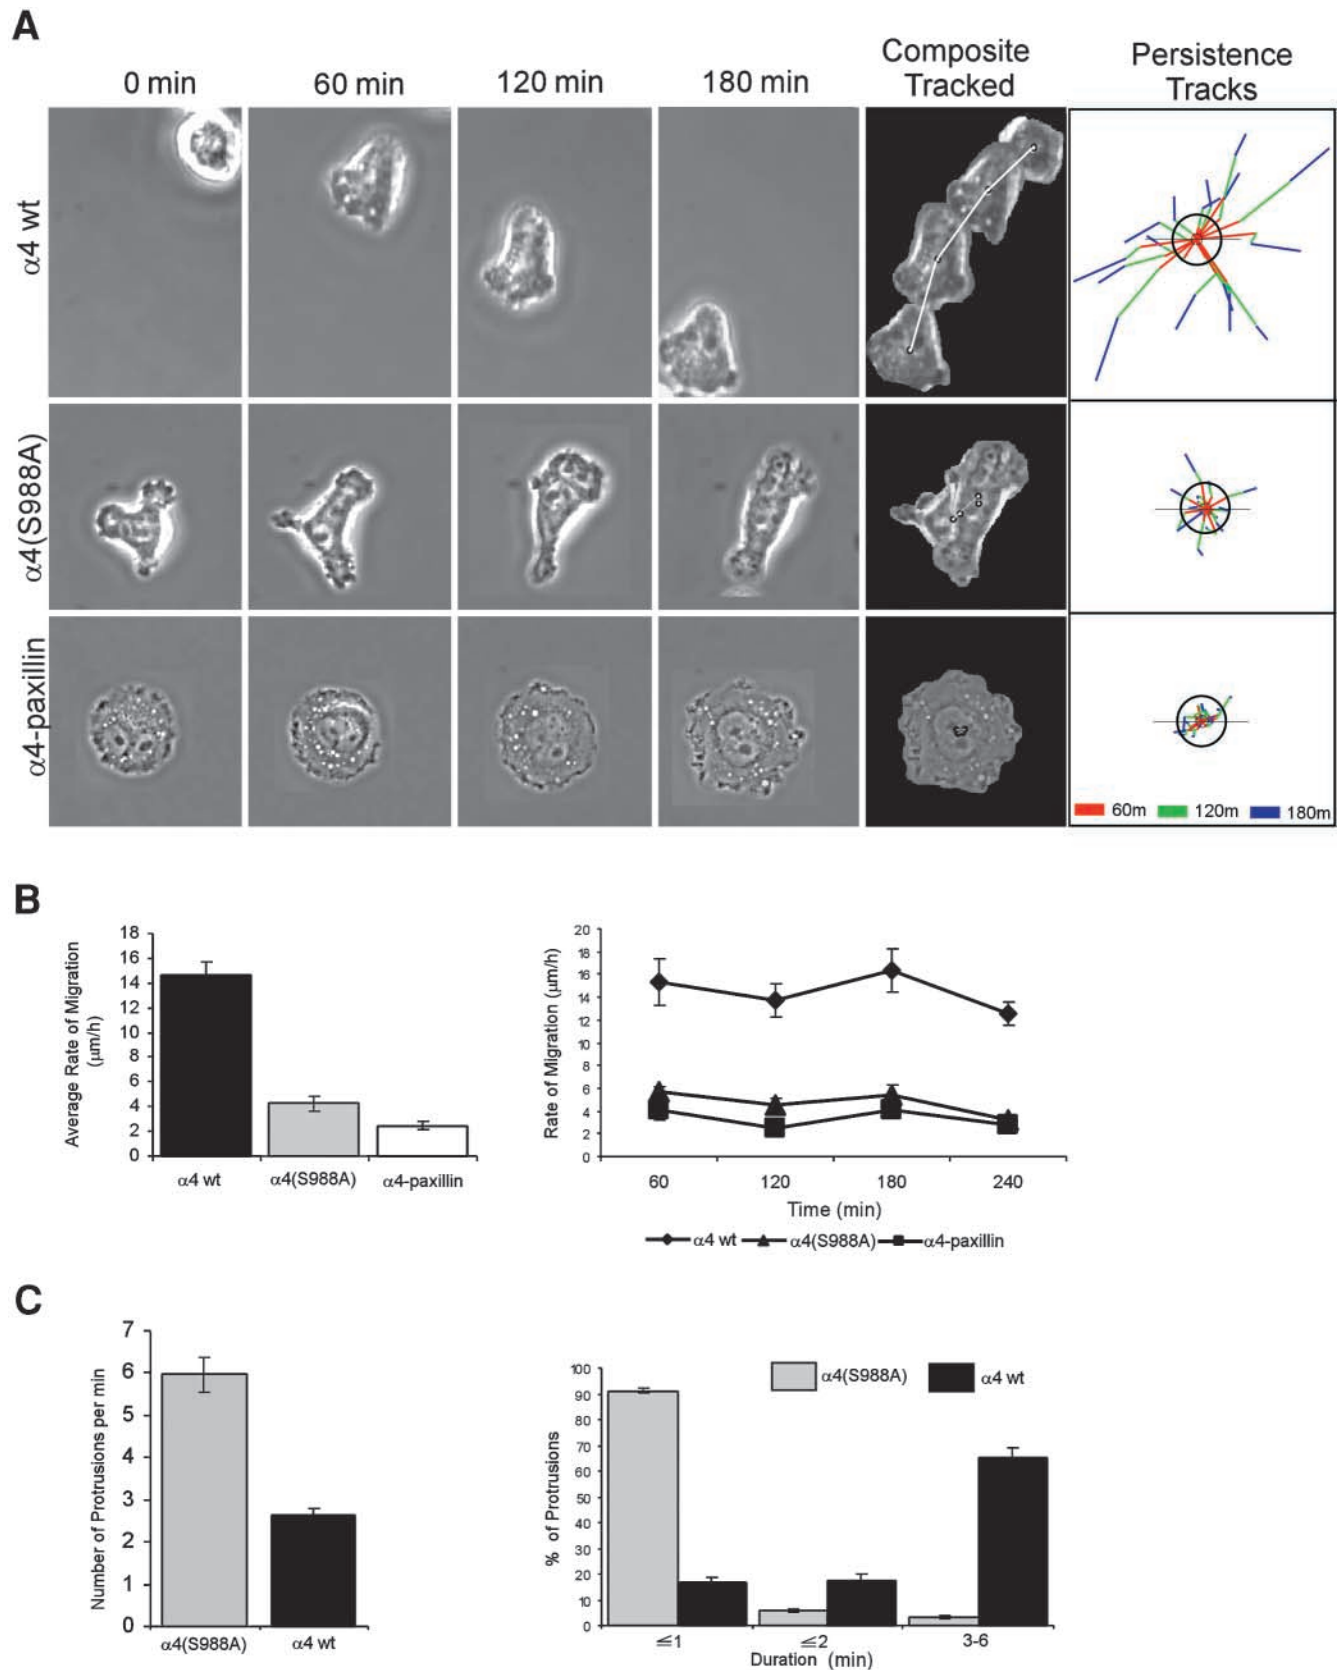 A
0 min
60 min
120 min
180 min
Composite
Tracked
Persistence
Tracks
α4 wt
α4(S988A)
α4-paxillin
60m
120m
180m
B
Average Rate of Migration
(μm/h)
18
16
14
12
10
8
6
4
2
0
α4 wt
α4(S988A)
α4-paxillin
Rate of Migration (μm/h)
20
18
16
14
12
10
8
6
4
2
0
60
120
180
240
Time (min)
α4 wt
α4(S988A)
α4-paxillin
C
Number of Protrusions per min
7
6
5
4
3
2
1
0
α4(S988A)
α4 wt
% of Protrusions
100
90
80
70
60
50
40
30
20
10
0
α4(S988A)
α4 wt
≦1
≦2
3-6
Duration (min)